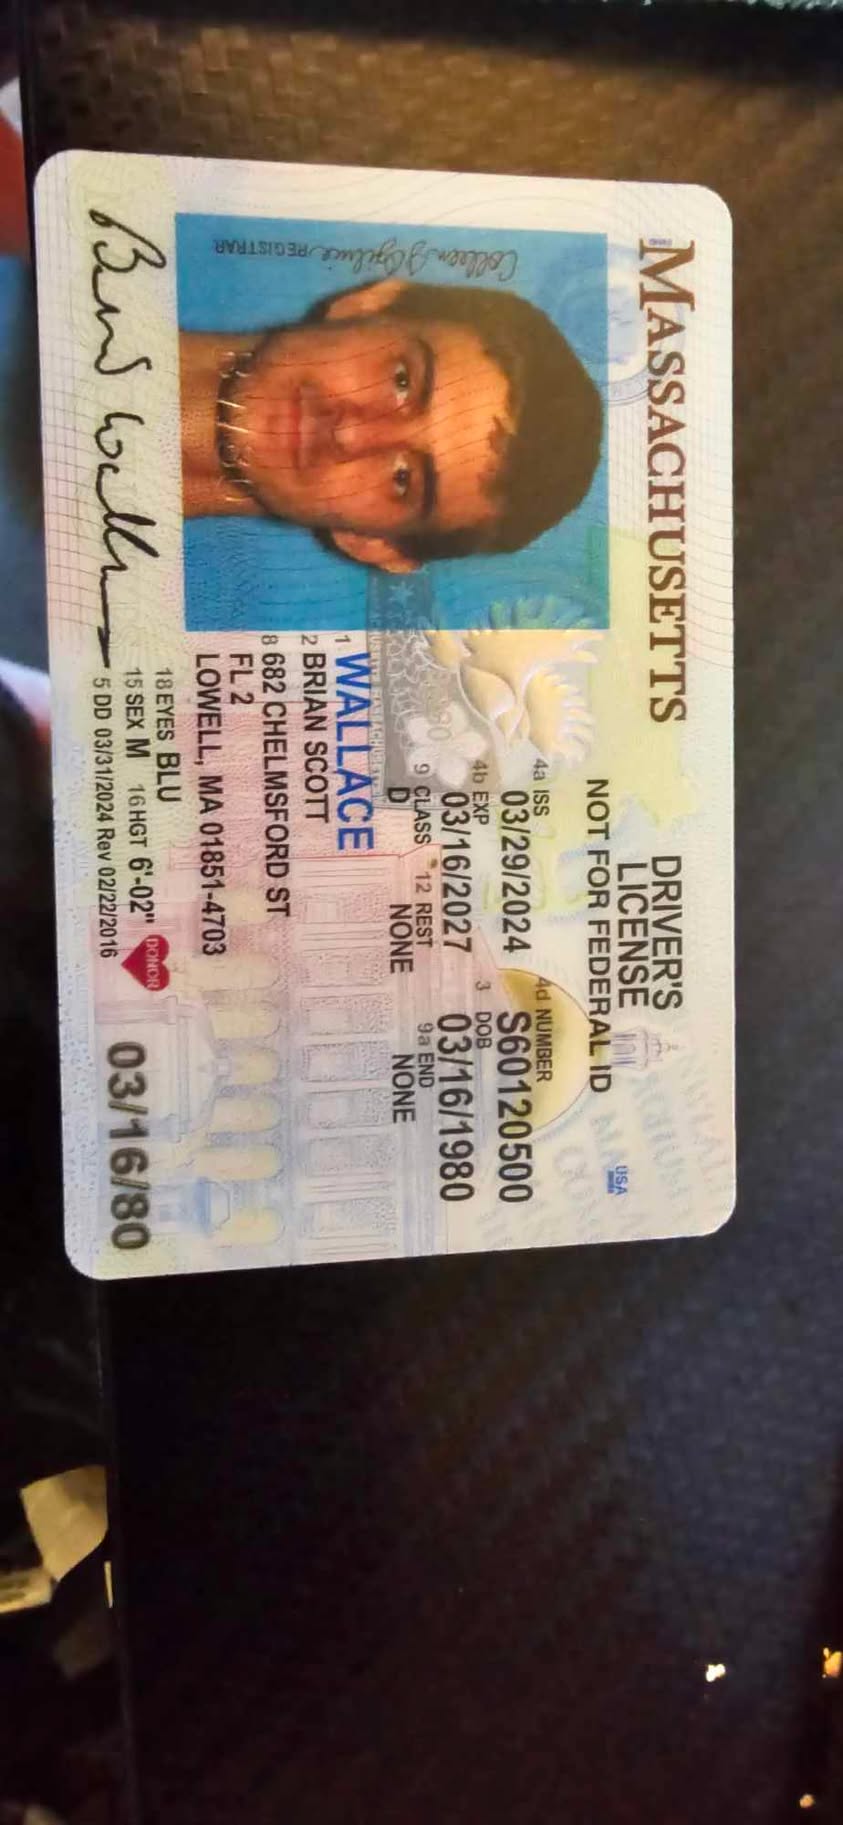 MASSACHUSETTS
DRIVER'S
LICENSE
NOT FOR FEDERAL ID
USA
MA
4a ISS
03/29/2024
4d NUMBER
S60120500
4b EXP
03/16/2027
3 DOB
03/16/1980
9 CLASS
D
12 REST
NONE
9a END
NONE
1 WALLACE
2 BRIAN SCOTT
8 682 CHELMSFORD ST
FL 2
LOWELL, MA 01851-4703
18 EYES BLU
15 SEX M 16 HGT 6'-02"
DONOR
5 DD 03/31/2024 Rev 02/22/2016
03/16/80
Colleen J Ogilvie REGISTRAR